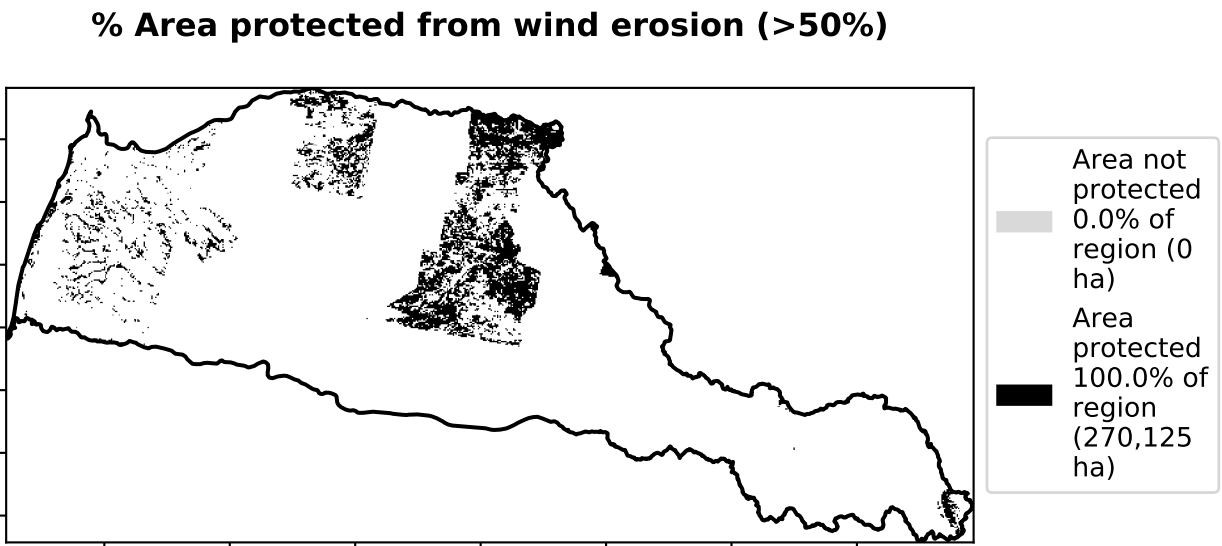 % Area protected from wind erosion (>50%)
Area not
protected
0.0% of
region (0
ha)
Area
protected
100.0% of
region
(270,125
ha)